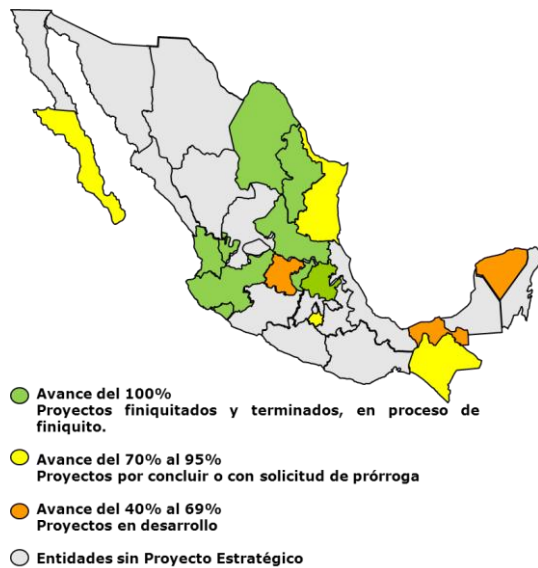 Avance del 100%
Proyectos finiquitados y terminados, en proceso de
finiquito.
Avance del 70% al 95%
Proyectos por concluir o con solicitud de prórroga
Avance del 40% al 69%
Proyectos en desarrollo
Entidades sin Proyecto Estratégico